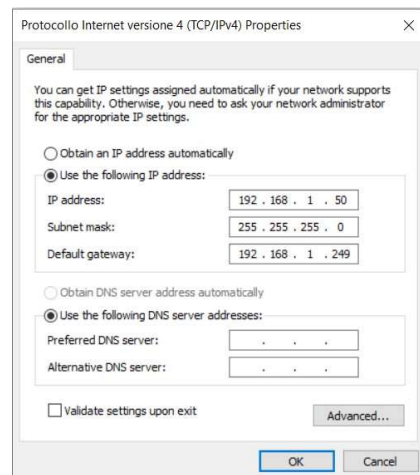 Protocollo Internet versione 4 (TCP/IPv4) Properties
General
You can get IP settings assigned automatically if your network supports
this capability. Otherwise, you need to ask your network administrator
for the appropriate IP settings.
Obtain an IP address automatically
Use the following IP address:
IP address: 192 . 168 . 1 . 50
Subnet mask: 255 . 255 . 255 . 0
Default gateway: 192 . 168 . 1 . 249
Obtain DNS server address automatically
Use the following DNS server addresses:
Preferred DNS server: . . .
Alternative DNS server: . . .
Validate settings upon exit
Advanced...
OK Cancel